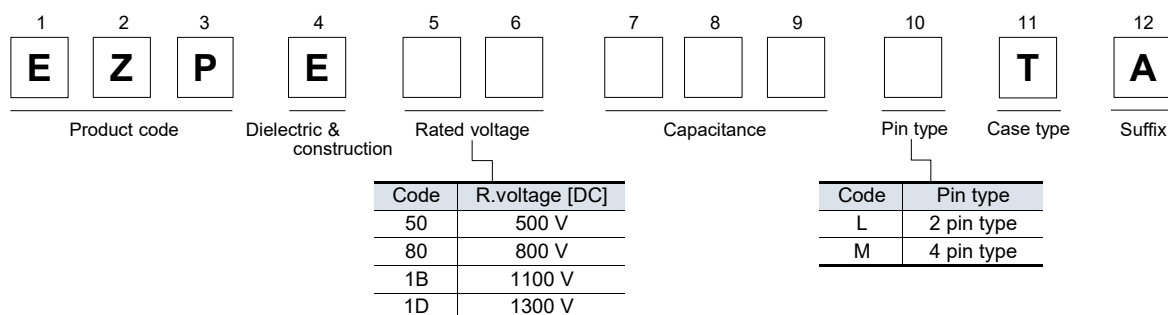 1 2 3 4 5 6 7 8 9 10 11 12
E Z P E T A
Product code Dielectric & construction Rated voltage Capacitance Pin type Case type Suffix
Code R.voltage [DC]
50 500 V
80 800 V
1B 1100 V
1D 1300 V
Code Pin type
L 2 pin type
M 4 pin type